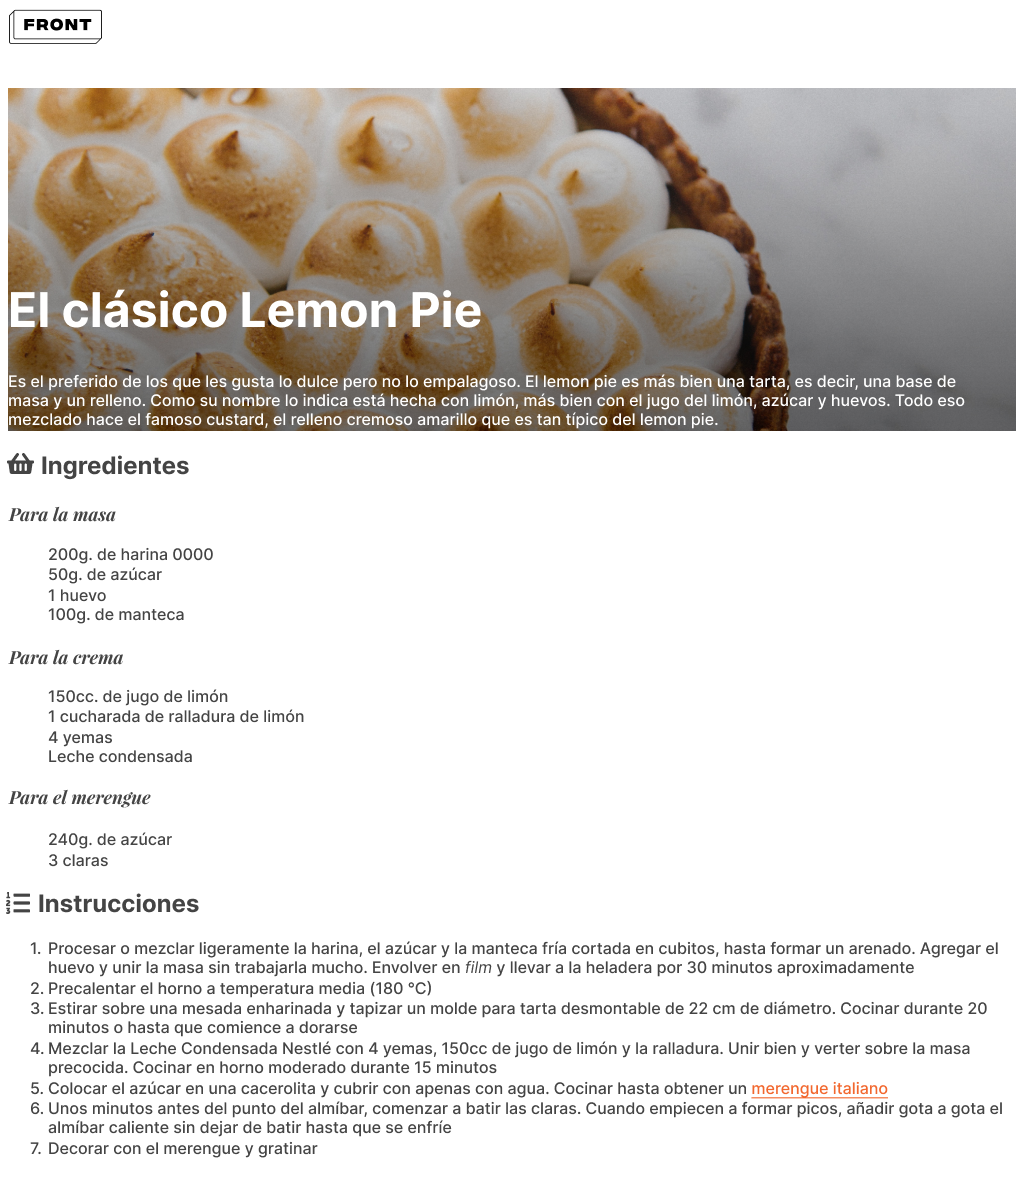 FRONT
El clásico Lemon Pie
Es el preferido de los que les gusta lo dulce pero no lo empalagoso. El lemon pie es más bien una tarta, es decir, una base de
masa y un relleno. Como su nombre lo indica está hecha con limón, más bien con el jugo del limón, azúcar y huevos. Todo eso
mezclado hace el famoso custard, el relleno cremoso amarillo que es tan típico del lemon pie.
Ingredientes
Para la masa
200g. de harina 0000
50g. de azúcar
1 huevo
100g. de manteca
Para la crema
150cc. de jugo de limón
1 cucharada de ralladura de limón
4 yemas
Leche condensada
Para el merengue
240g. de azúcar
3 claras
Instrucciones
1. Procesar o mezclar ligeramente la harina, el azúcar y la manteca fría cortada en cubitos, hasta formar un arenado. Agregar el
huevo y unir la masa sin trabajarla mucho. Envolver en film y llevar a la heladera por 30 minutos aproximadamente
2. Precalentar el horno a temperatura media (180 °C)
3. Estirar sobre una mesada enharinada y tapizar un molde para tarta desmontable de 22 cm de diámetro. Cocinar durante 20
minutos o hasta que comience a dorarse
4. Mezclar la Leche Condensada Nestlé con 4 yemas, 150cc de jugo de limón y la ralladura. Unir bien y verter sobre la masa
precocida. Cocinar en horno moderado durante 15 minutos
5. Colocar el azúcar en una cacerolita y cubrir con apenas con agua. Cocinar hasta obtener un merengue italiano
6. Unos minutos antes del punto del almíbar, comenzar a batir las claras. Cuando empiecen a formar picos, añadir gota a gota el
almíbar caliente sin dejar de batir hasta que se enfríe
7. Decorar con el merengue y gratinar